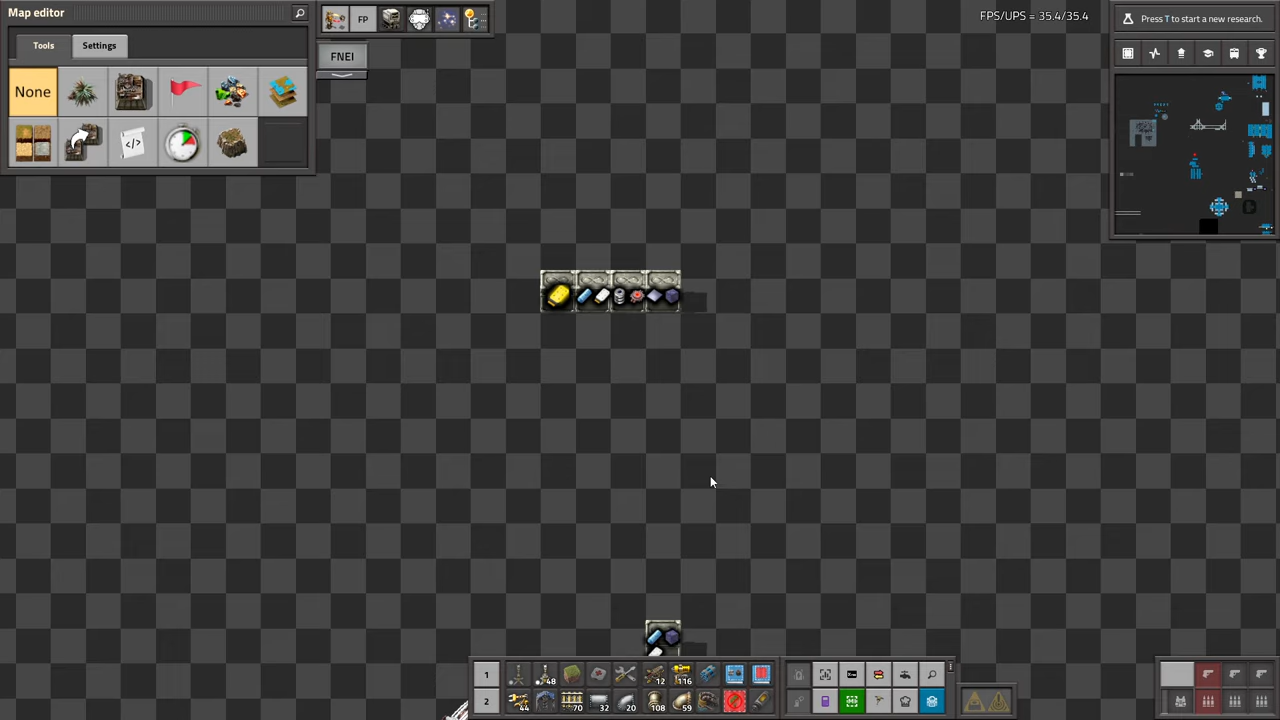 Map editor
FP
FPS/UPS = 35.4/35.4
Press T to start a new research.
Tools
Settings
FNEI
None
</>
1
48
12
116
2
44
70
32
20
108
59